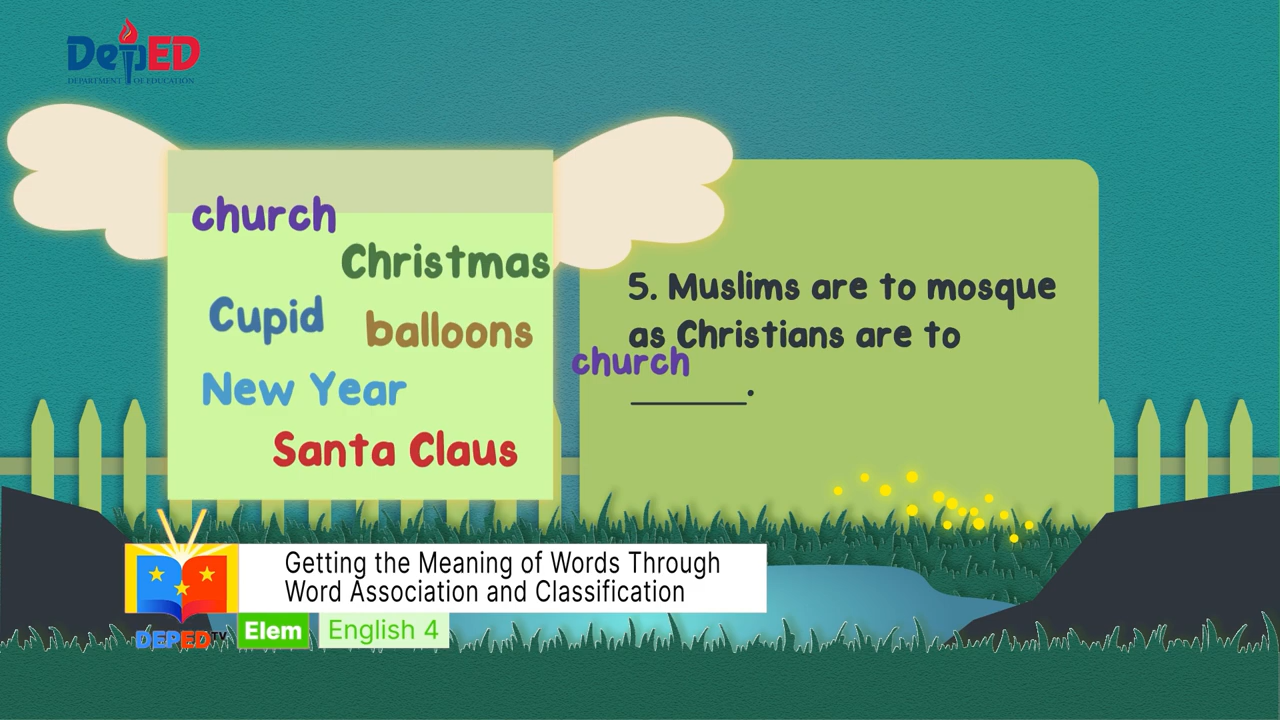 DepED
DEPARTMENT OF EDUCATION
church
Christmas
Cupid
balloons
New Year
Santa Claus
5. Muslims are to mosque
as Christians are to
church
_______.
Getting the Meaning of Words Through
Word Association and Classification
DEPED TV
Elem
English 4